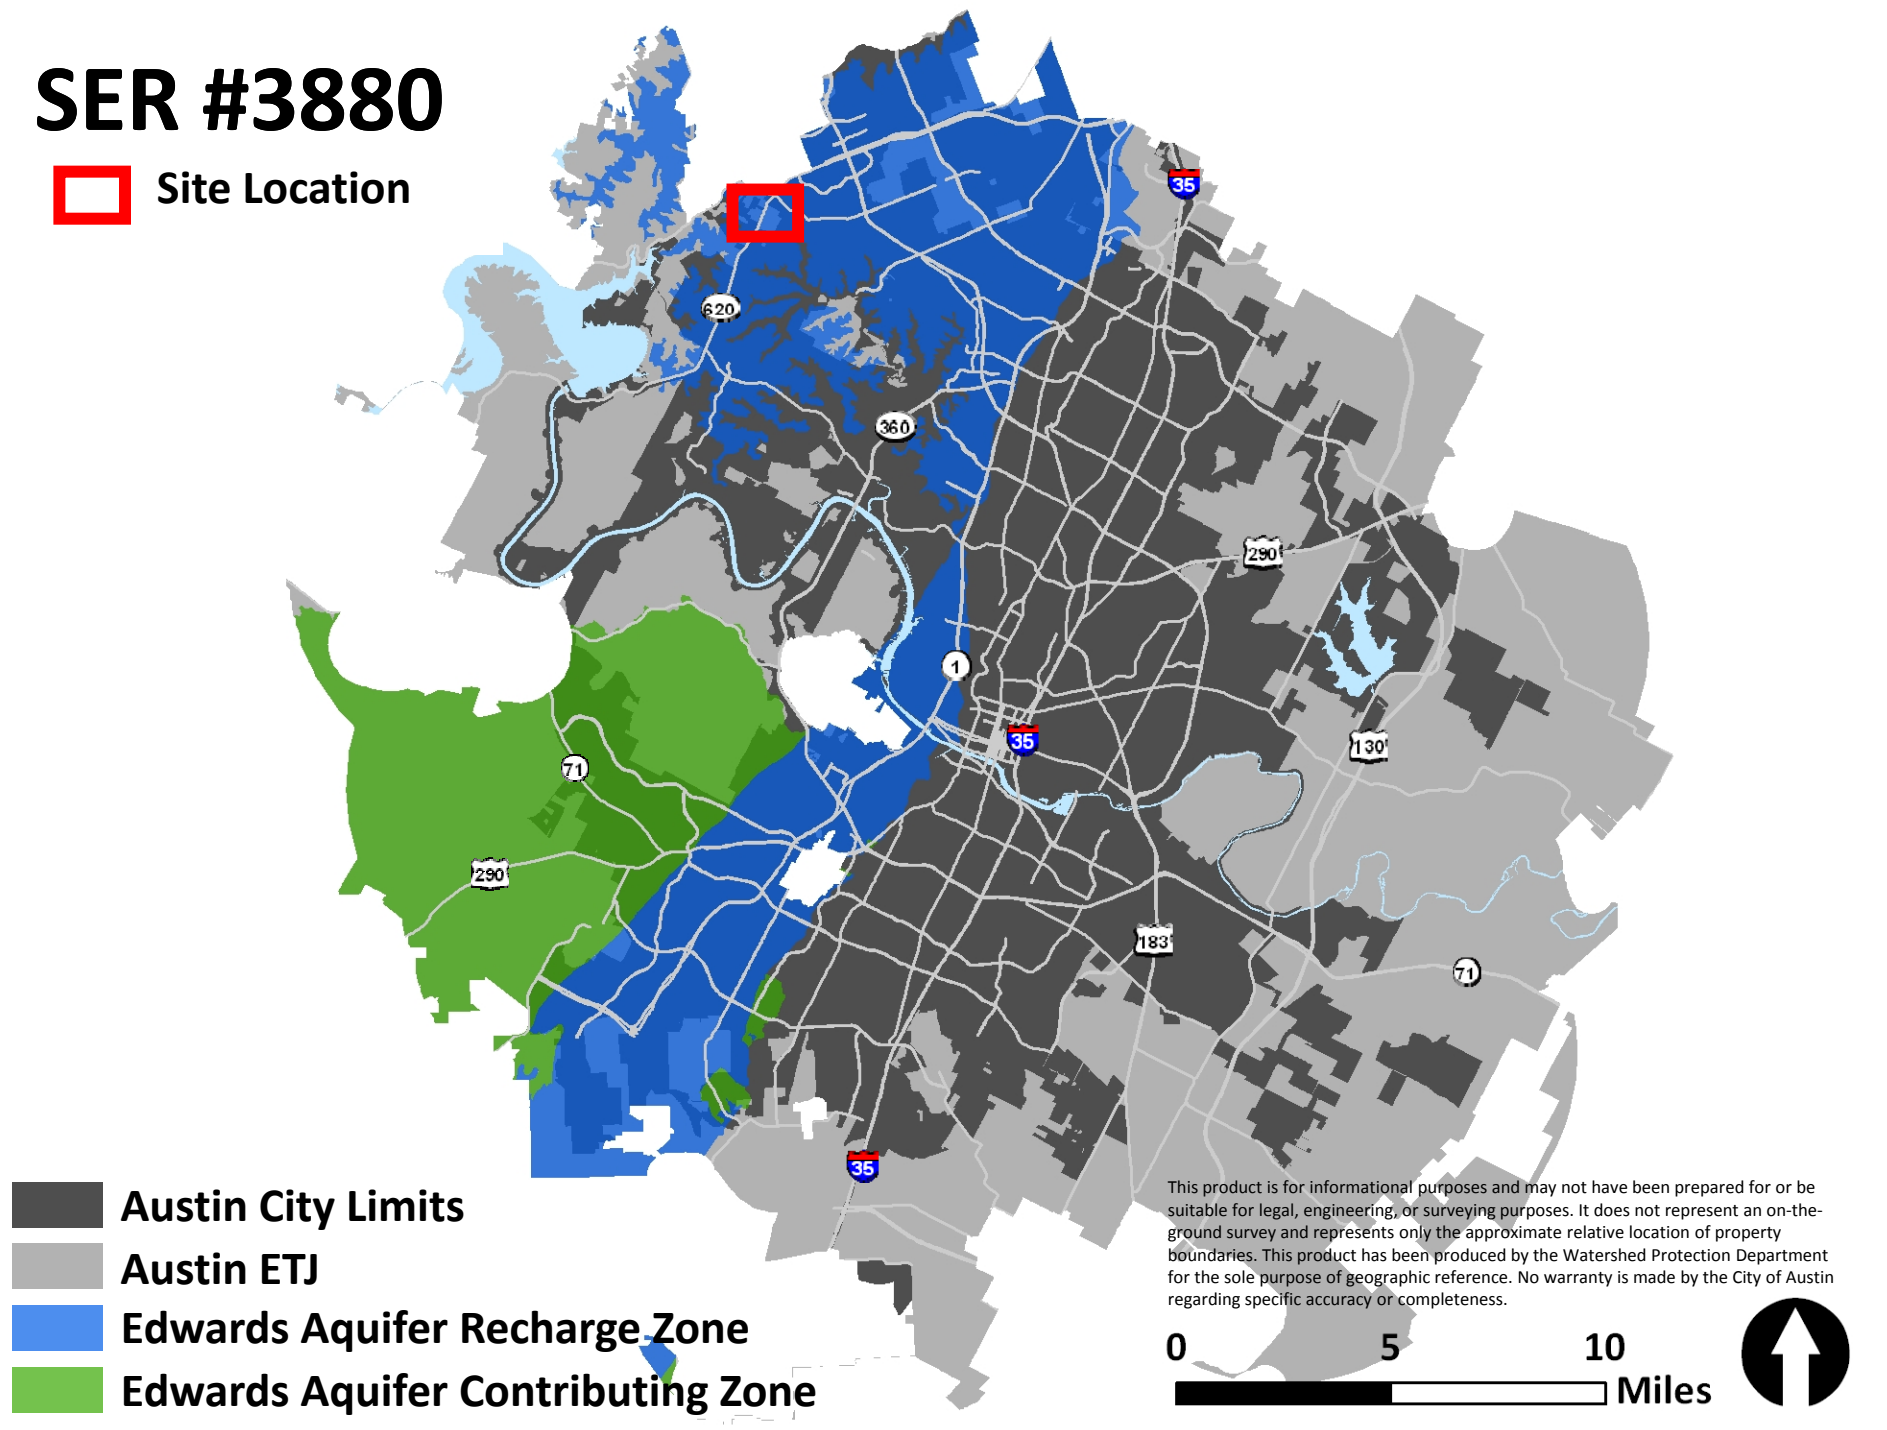 SER #3880
Site Location
35
620
360
290
1
35
130
71
290
183
71
35
Austin City Limits
Austin ETJ
Edwards Aquifer Recharge Zone
Edwards Aquifer Contributing Zone
This product is for informational purposes and may not have been prepared for or be
suitable for legal, engineering, or surveying purposes. It does not represent an on-the-
ground survey and represents only the approximate relative location of property
boundaries. This product has been produced by the Watershed Protection Department
for the sole purpose of geographic reference. No warranty is made by the City of Austin
regarding specific accuracy or completeness.
0 5 10
Miles